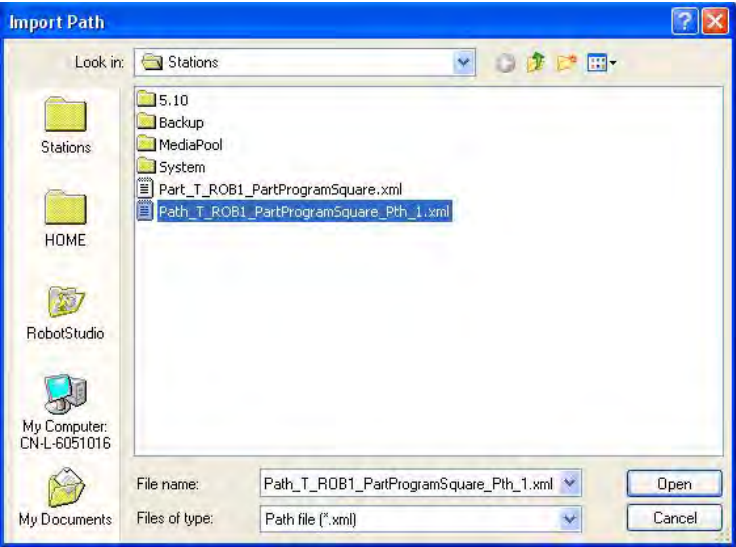 Import Path
Look in:
Stations
Stations
HOME
RobotStudio
My Computer:
CN-L-6051016
My Documents
5.10
Backup
MediaPool
System
Part_T_ROB1_PartProgramSquare.xml
Path_T_ROB1_PartProgramSquare_Pth_1.xml
File name:
Path_T_ROB1_PartProgramSquare_Pth_1.xml
Open
Files of type:
Path file (*.xml)
Cancel